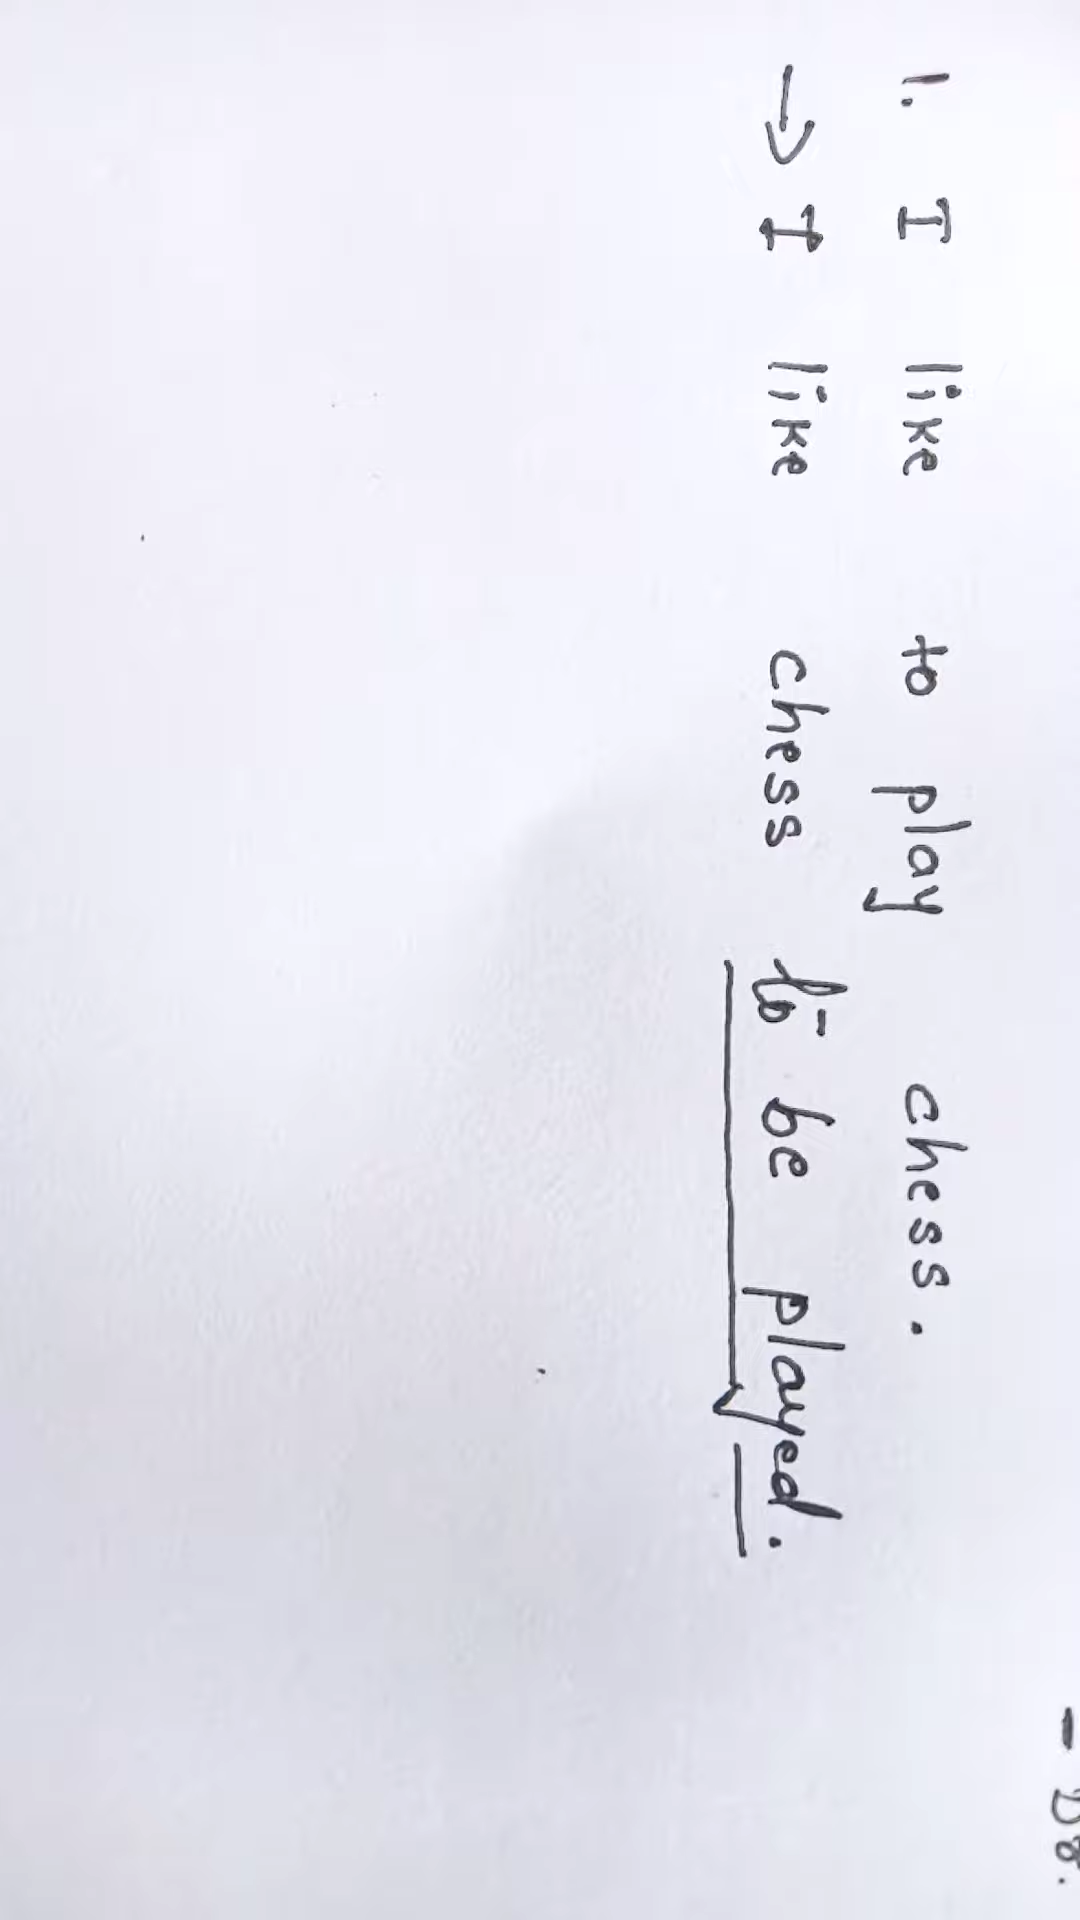 1. I like to play chess.
→ I like chess to be played.